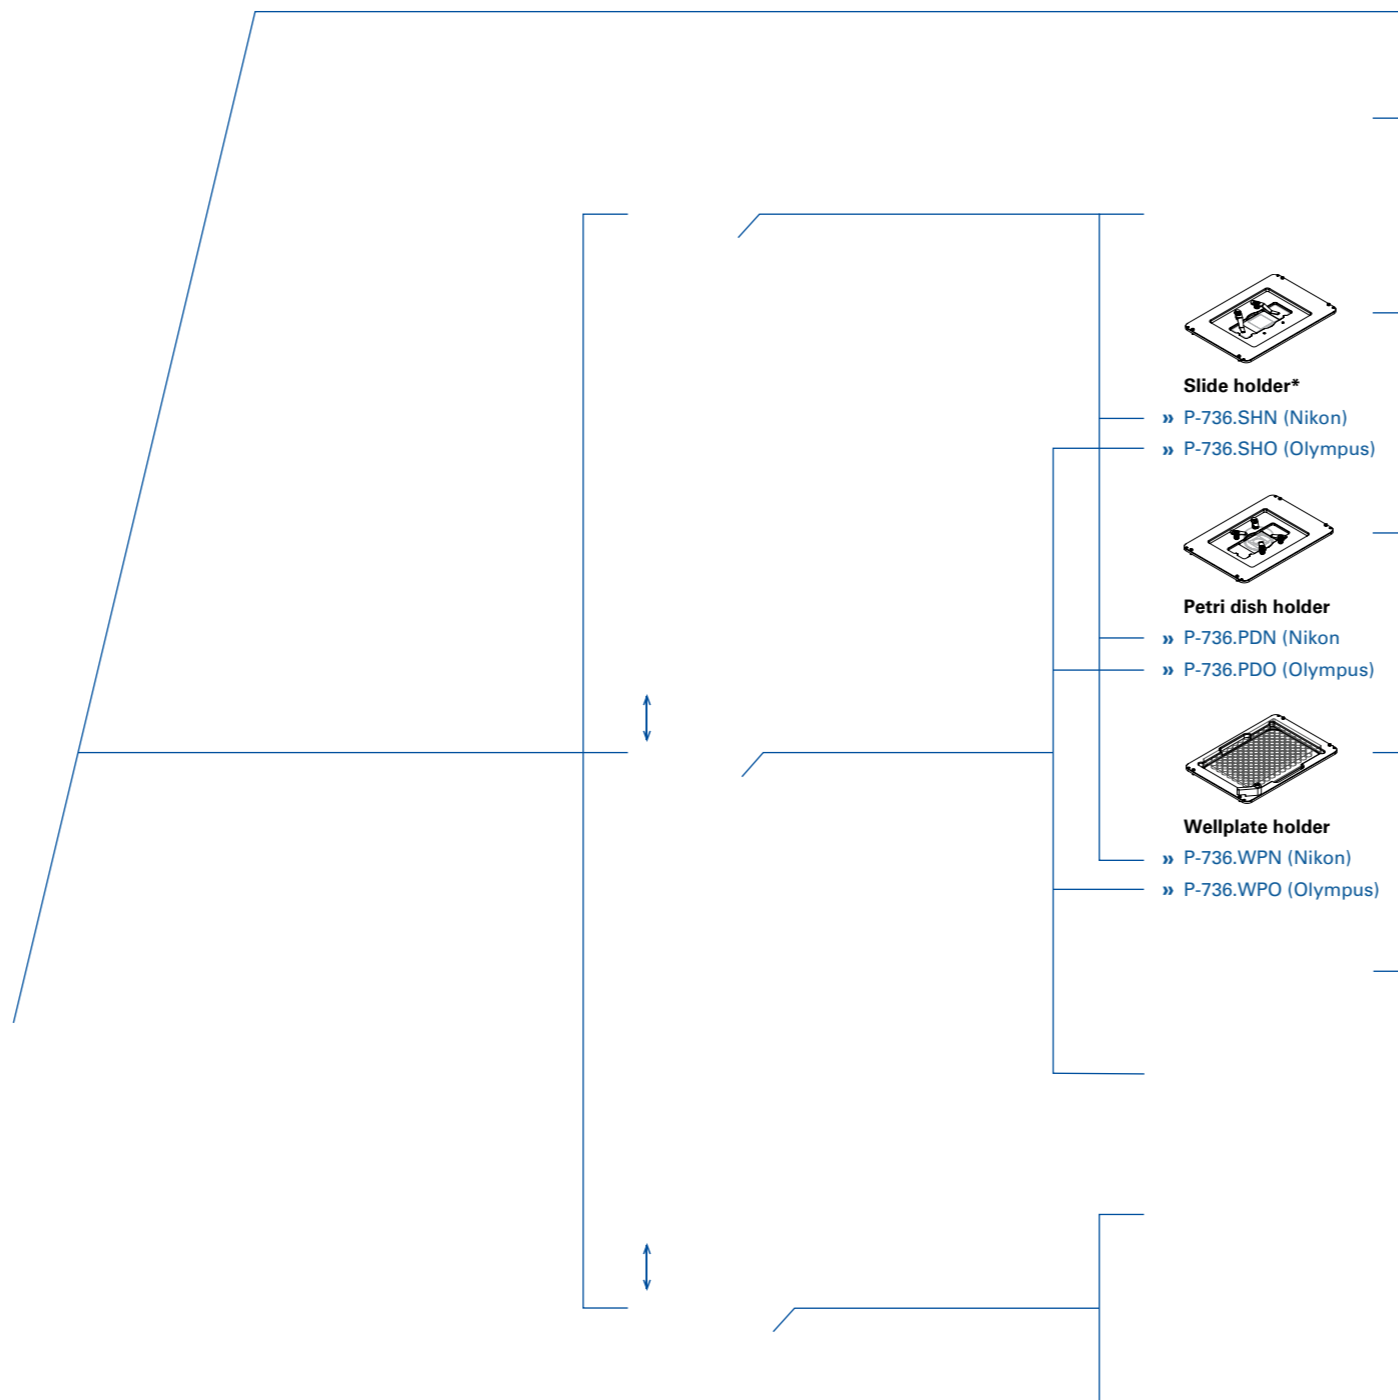 Slide holder*
» P-736.SHN (Nikon)
» P-736.SHO (Olympus)
Petri dish holder
» P-736.PDN (Nikon
» P-736.PDO (Olympus)
Wellplate holder
» P-736.WPN (Nikon)
» P-736.WPO (Olympus)